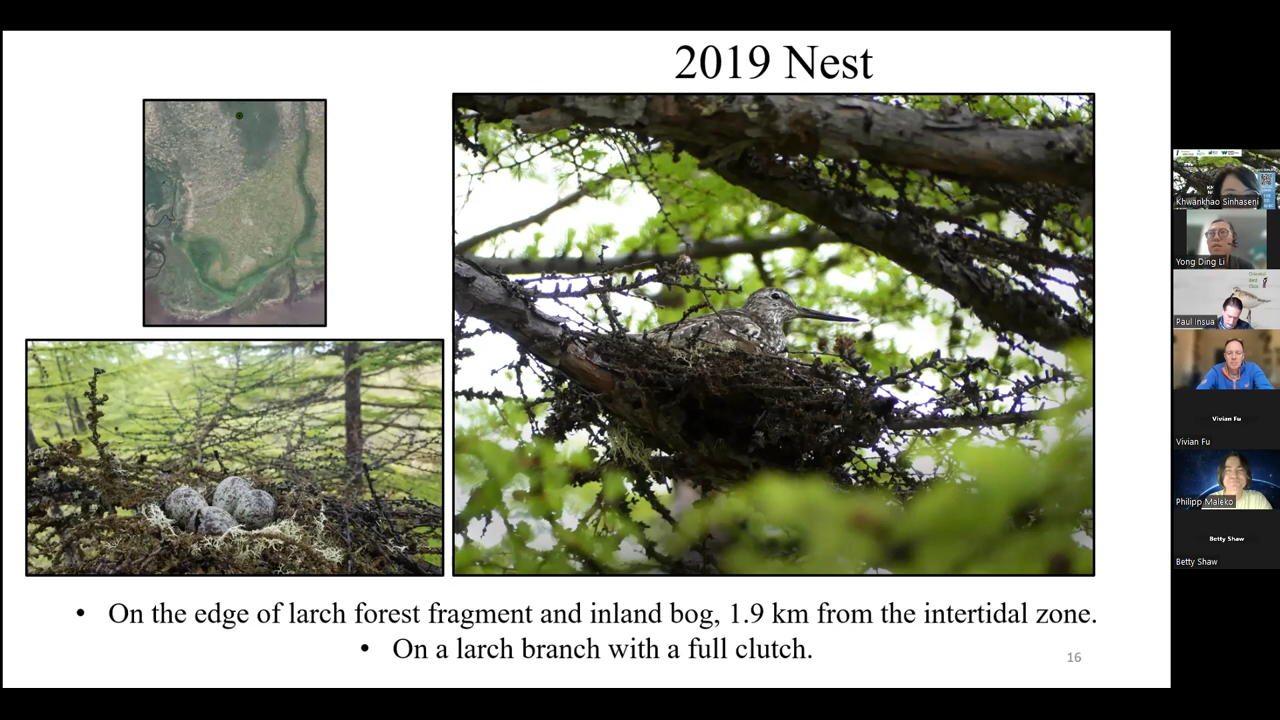 2019 Nest
• On the edge of larch forest fragment and inland bog, 1.9 km from the intertidal zone.
• On a larch branch with a full clutch.
16
Khwankhao Sinhaseni
Yong Ding Li
Paul Insua
Vivian Fu
Vivian Fu
Philipp Maleko
Betty Shaw
Betty Shaw